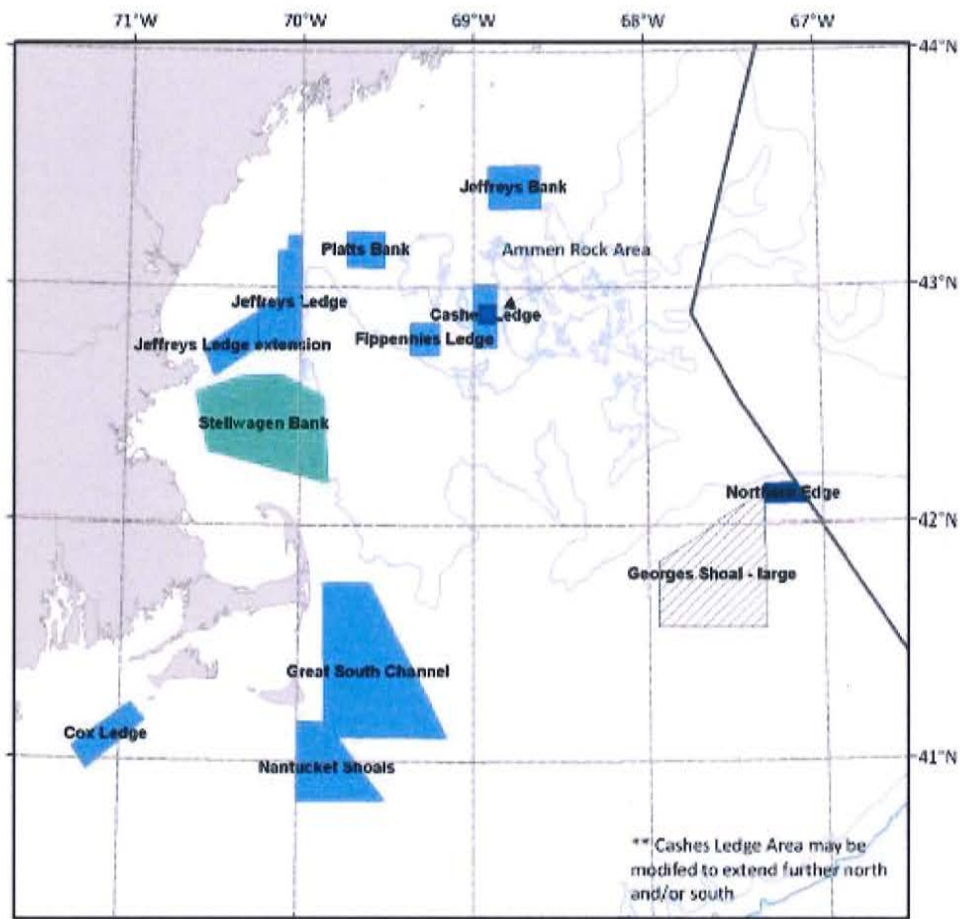 71°W 70°W 69°W 68°W 67°W
44°N
Jeffreys Bank
Platts Bank
Ammen Rock Area
43°N
Jeffreys Ledge
Cashes Ledge
Fippennies Ledge
Jeffreys Ledge extension
Stellwagen Bank
Northern Edge
42°N
Georges Shoal - large
Great South Channel
Cox Ledge
41°N
Nantucket Shoals
** Cashes Ledge Area may be
modifed to extend further north
and/or south